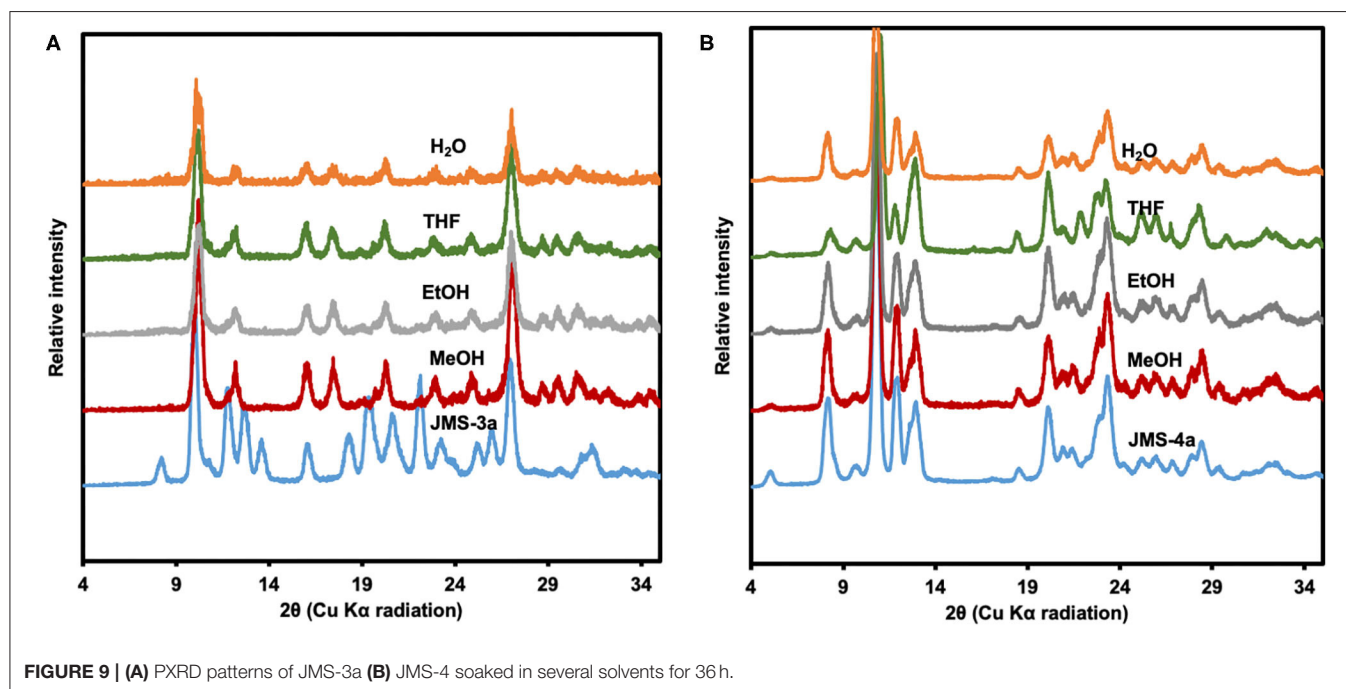 A
Relative intensity
H₂O
THF
EtOH
MeOH
JMS-3a
4 9 14 19 24 29 34
2θ (Cu Kα radiation)
B
Relative intensity
H₂O
THF
EtOH
MeOH
JMS-4a
4 9 14 19 24 29 34
2θ (Cu Kα radiation)
FIGURE 9 | (A) PXRD patterns of JMS-3a (B) JMS-4 soaked in several solvents for 36 h.